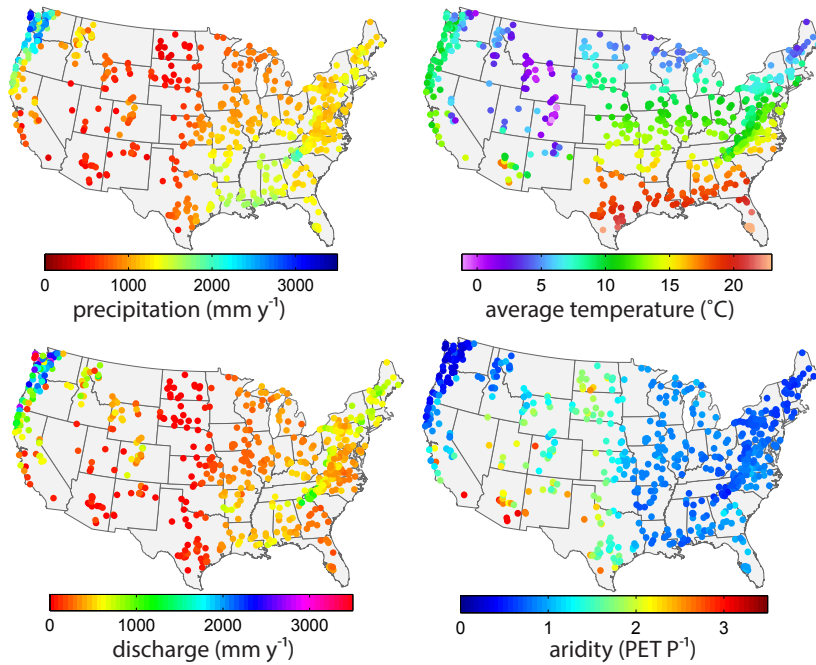 0 1000 2000 3000
precipitation (mm y⁻¹)
0 5 10 15 20
average temperature (˚C)
0 1000 2000 3000
discharge (mm y⁻¹)
0 1 2 3
aridity (PET P⁻¹)